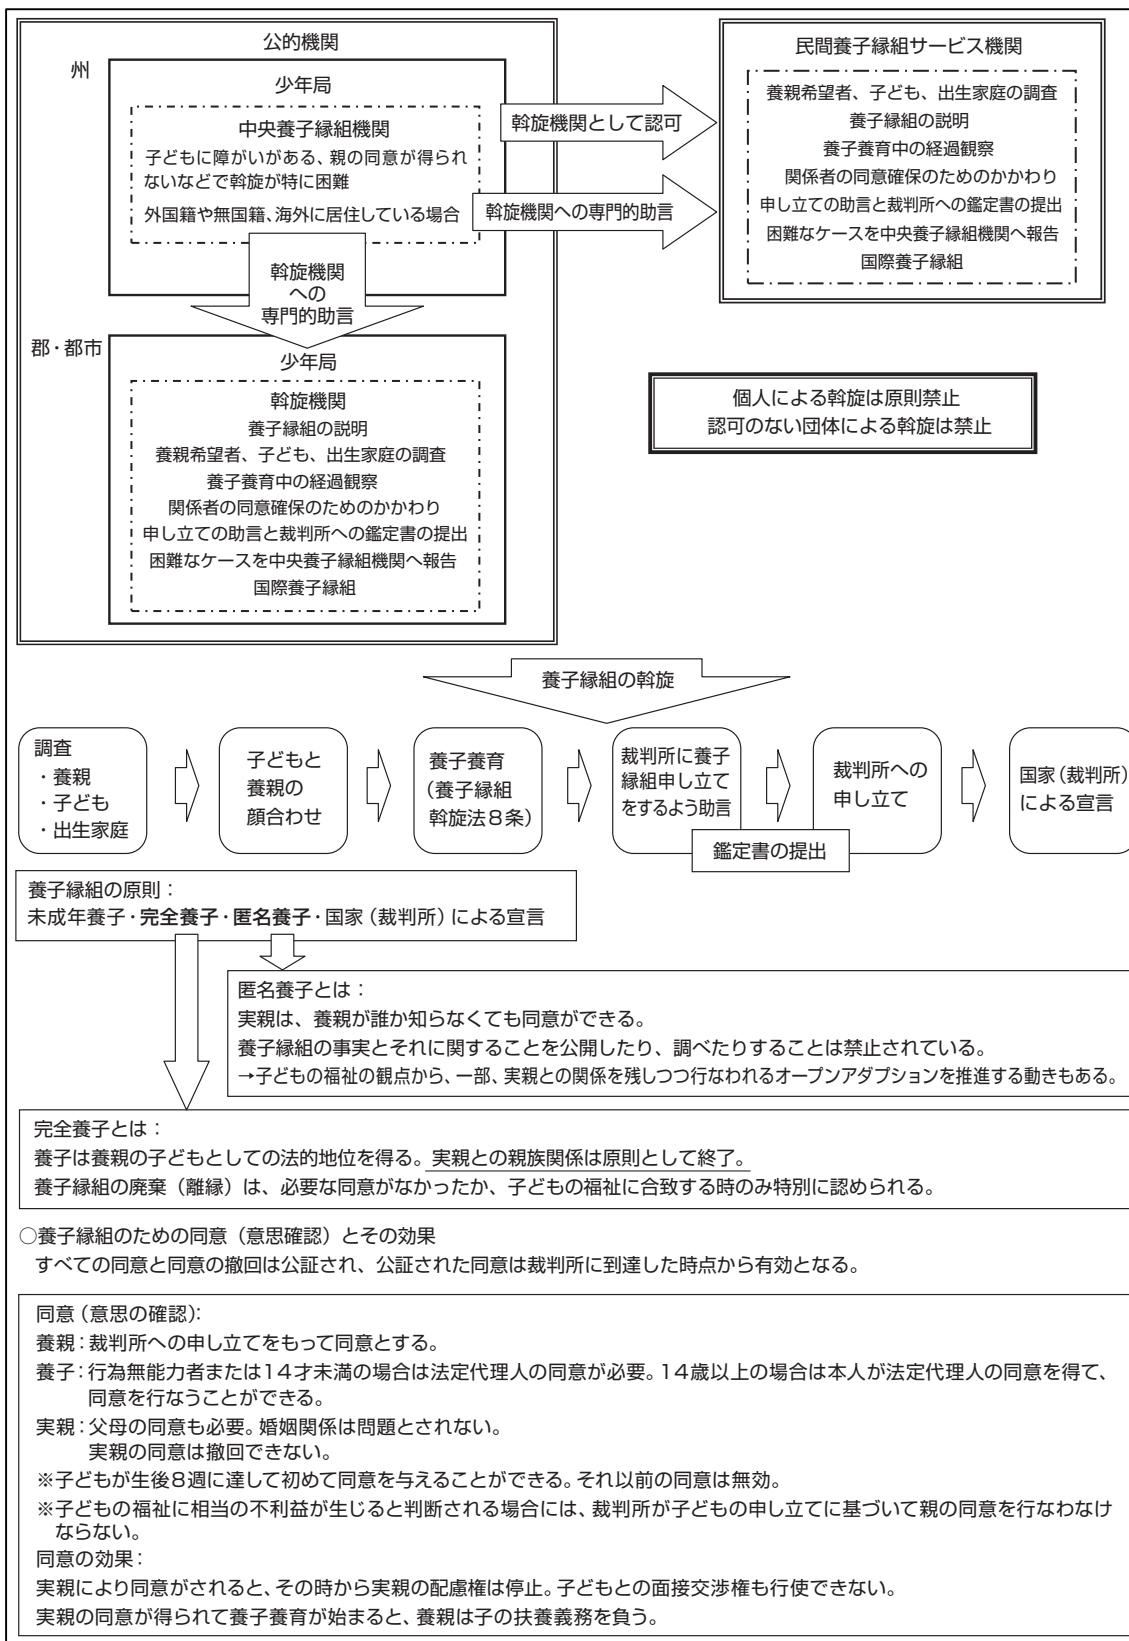 公的機関
州
少年局
中央養子縁組機関
子どもに障がいがある、親の同意が得られ
ないなどで斡旋が特に困難
外国籍や無国籍、海外に居住している場合
斡旋機関として認可
斡旋機関への専門的助言
民間養子縁組サービス機関
養親希望者、子ども、出生家庭の調査
養子縁組の説明
養子養育中の経過観察
関係者の同意確保のためのかかわり
申し立ての助言と裁判所への鑑定書の提出
困難なケースを中央養子縁組機関へ報告
国際養子縁組
斡旋機関
への
専門的助言
郡・都市
少年局
斡旋機関
養子縁組の説明
養親希望者、子ども、出生家庭の調査
養子養育中の経過観察
関係者の同意確保のためのかかわり
申し立ての助言と裁判所への鑑定書の提出
困難なケースを中央養子縁組機関へ報告
国際養子縁組
個人による斡旋は原則禁止
認可のない団体による斡旋は禁止
養子縁組の斡旋
調査
・養親
・子ども
・出生家庭
子どもと
養親の
顔合わせ
養子養育
(養子縁組
斡旋法8条)
裁判所に養子
縁組申し立て
をするよう助言
裁判所への
申し立て
鑑定書の提出
国家(裁判所)
による宣言
養子縁組の原則:
未成年養子・完全養子・匿名養子・国家(裁判所)による宣言
匿名養子とは:
実親は、養親が誰か知らなくても同意ができる。
養子縁組の事実とそれに関することを公開したり、調べたりすることは禁止されている。
→子どもの福祉の観点から、一部、実親との関係を残しつつ行なわれるオープンアダプションを推進する動きもある。
完全養子とは:
養子は養親の子どもとしての法的地位を得る。実親との親族関係は原則として終了。
養子縁組の廃棄(離縁)は、必要な同意がなかったか、子どもの福祉に合致する時のみ特別に認められる。
○養子縁組のための同意(意思確認)とその効果
すべての同意と同意の撤回は公証され、公証された同意は裁判所に到達した時点から有効となる。
同意(意思の確認):
養親:裁判所への申し立てをもって同意とする。
養子:行為無能力者または14才未満の場合は法定代理人の同意が必要。14歳以上の場合は本人が法定代理人の同意を得て、
同意を行なうことができる。
実親:父母の同意も必要。婚姻関係は問題とされない。
実親の同意は撤回できない。
※子どもが生後8週に達して初めて同意を与えることができる。それ以前の同意は無効。
※子どもの福祉に相当の不利益が生じると判断される場合には、裁判所が子どもの申し立てに基づいて親の同意を行なわなけ
ならない。
同意の効果:
実親により同意がされると、その時から実親の配慮権は停止。子どもとの面接交渉権も行使できない。
実親の同意が得られて養子養育が始まると、養親は子の扶養義務を負う。